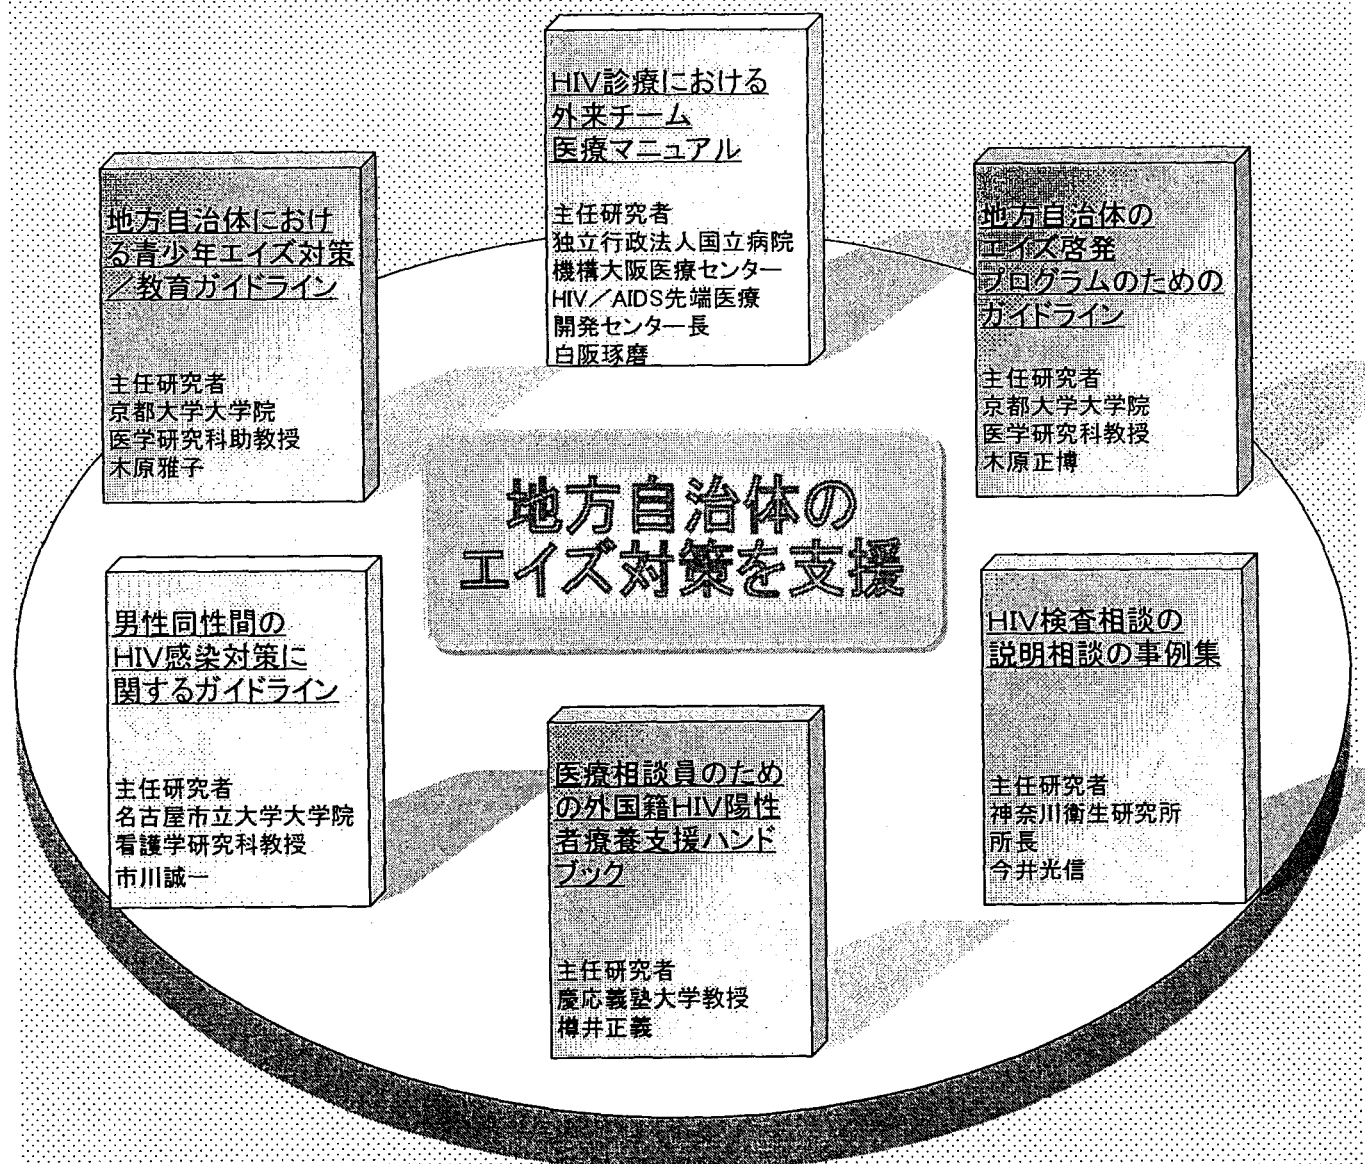 HIV診療における
外来チーム
医療マニュアル
主任研究者
独立行政法人国立病院
機構大阪医療センター
HIV／AIDS先端医療
開発センター長
白阪琢磨
地方自治体におけ
る青少年エイズ対策
／教育ガイドライン
主任研究者
京都大学大学院
医学研究科助教授
木原雅子
地方自治体の
エイズ啓発
プログラムのための
ガイドライン
主任研究者
京都大学大学院
医学研究科教授
木原正博
地方自治体の
エイズ対策を支援
男性同性間の
HIV感染対策に
関するガイドライン
主任研究者
名古屋市立大学大学院
看護学研究科教授
市川誠一
医療相談員のため
の外国籍HIV陽性
者療養支援ハンド
ブック
主任研究者
慶応義塾大学教授
樽井正義
HIV検査相談の
説明相談の事例集
主任研究者
神奈川衛生研究所
所長
今井光信